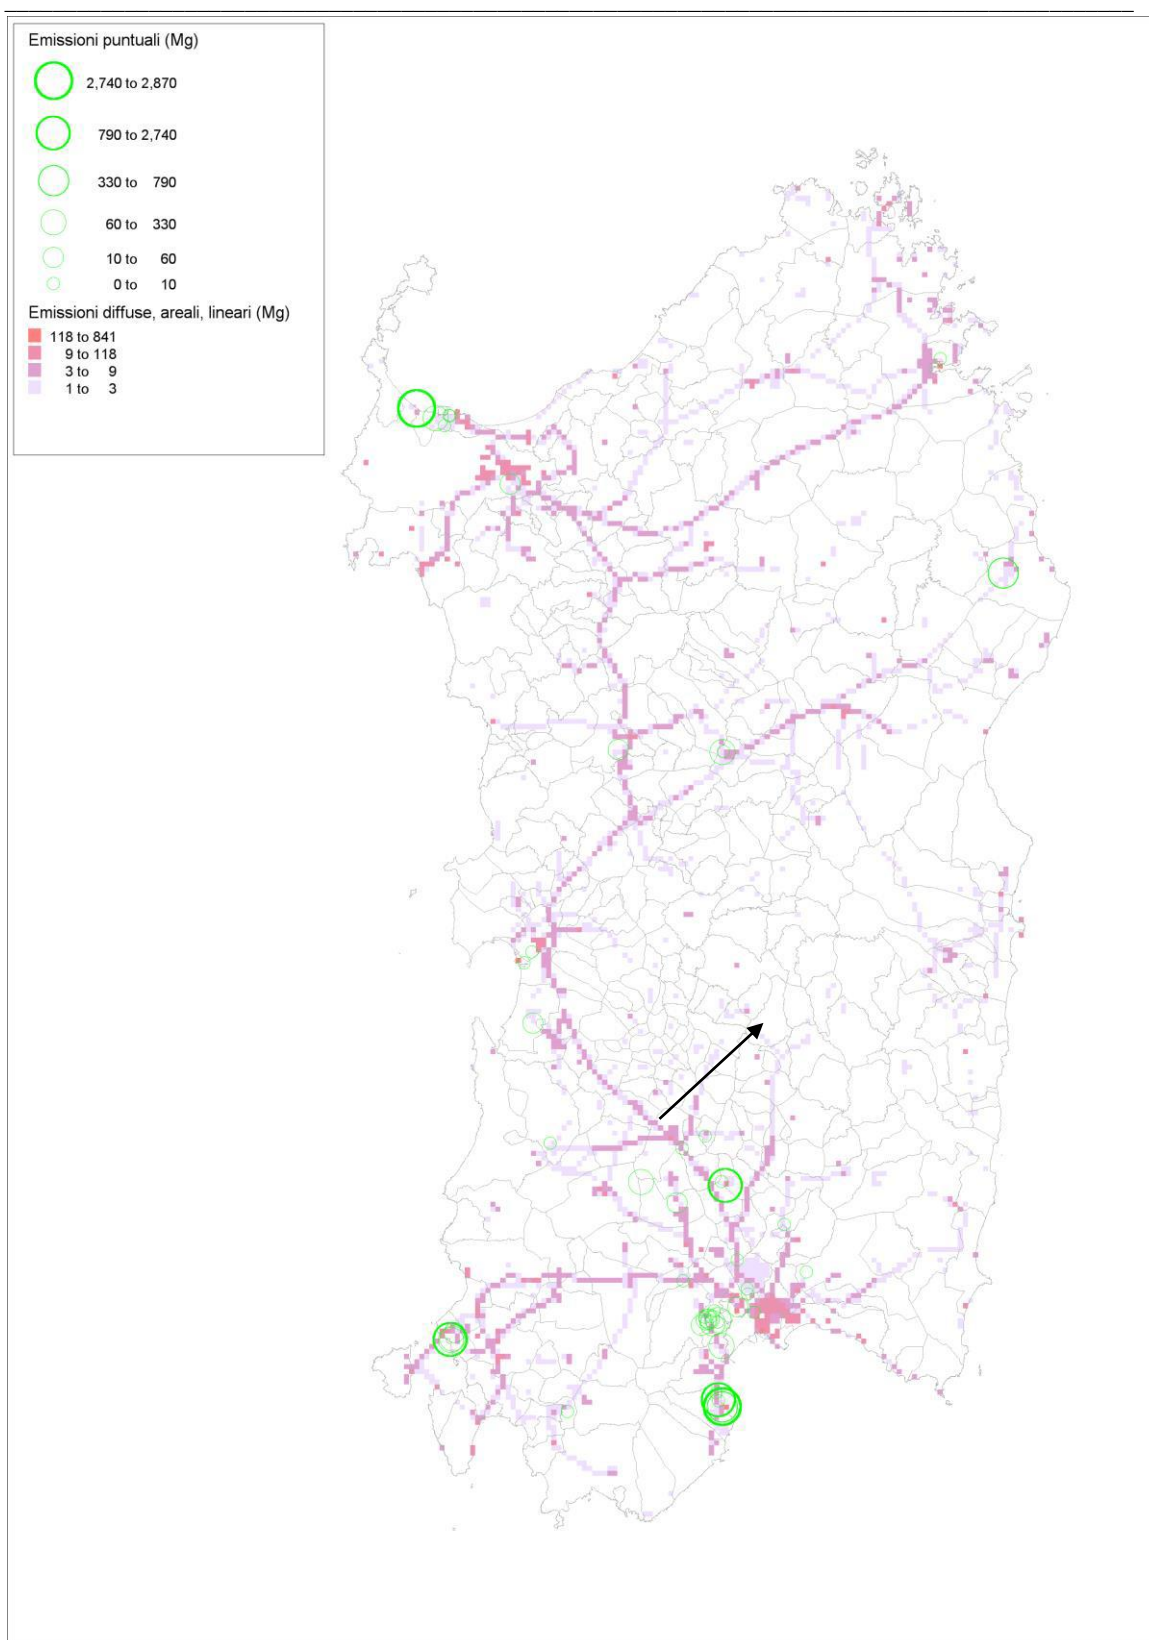 Emissioni puntuali (Mg)
2,740 to 2,870
790 to 2,740
330 to 790
60 to 330
10 to 60
0 to 10
Emissioni diffuse, areali, lineari (Mg)
118 to 841
9 to 118
3 to 9
1 to 3